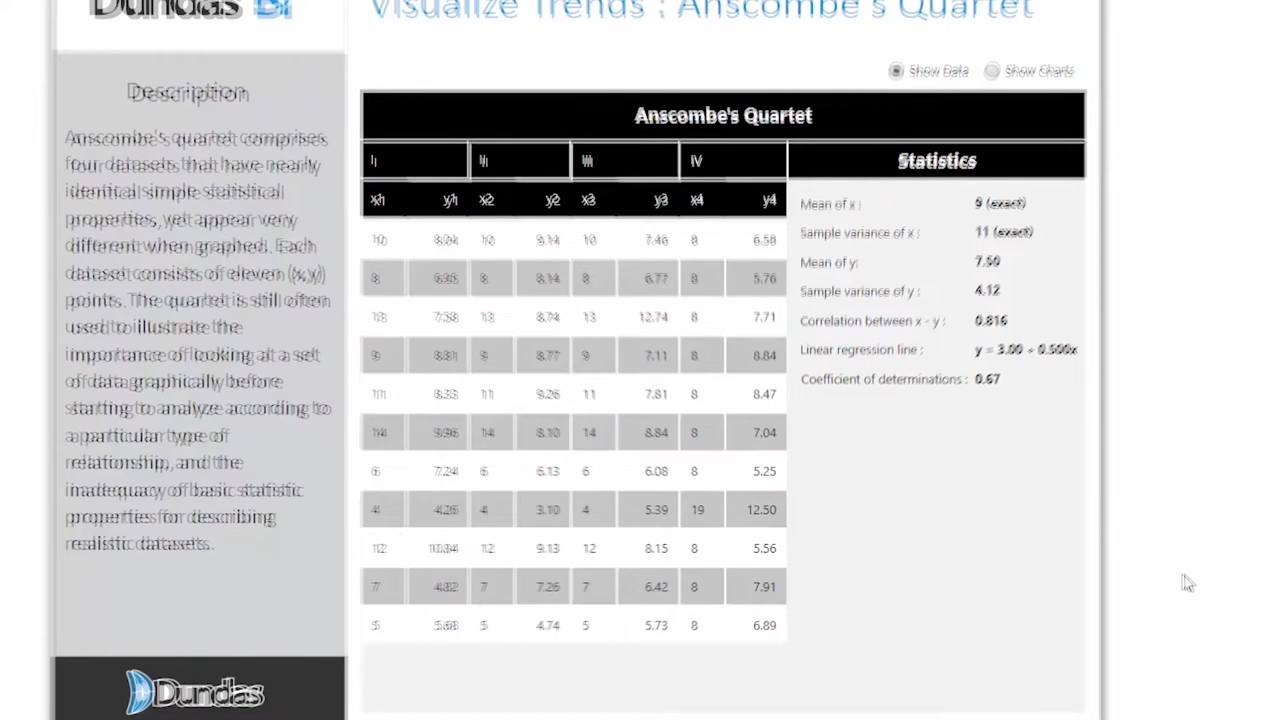 Dundas BI
Visualize Trends : Anscombe's Quartet
Show Data Show Charts
Description
Anscombe's quartet comprises
four datasets that have nearly
identical simple statistical
properties, yet appear very
different when graphed. Each
dataset consists of eleven (x,y)
points. The quartet is still often
used to illustrate the
importance of looking at a set
of data graphically before
starting to analyze according to
a particular type of
relationship, and the
inadequacy of basic statistic
properties for describing
realistic datasets.
Dundas
Anscombe's Quartet
I II III IV Statistics
x1 y1 x2 y2 x3 y3 x4 y4
10 8.04 10 9.14 10 7.46 8 6.58
8 6.95 8 8.14 8 6.77 8 5.76
13 7.58 13 8.74 13 12.74 8 7.71
9 8.81 9 8.77 9 7.11 8 8.84
11 8.33 11 9.26 11 7.81 8 8.47
14 9.96 14 8.10 14 8.84 8 7.04
6 7.24 6 6.13 6 6.08 8 5.25
4 4.26 4 3.10 4 5.39 19 12.50
12 10.84 12 9.13 12 8.15 8 5.56
7 4.82 7 7.26 7 6.42 8 7.91
5 5.68 5 4.74 5 5.73 8 6.89
Mean of x : 9 (exact)
Sample variance of x : 11 (exact)
Mean of y: 7.50
Sample variance of y : 4.12
Correlation between x - y : 0.816
Linear regression line : y = 3.00 + 0.500x
Coefficient of determinations : 0.67